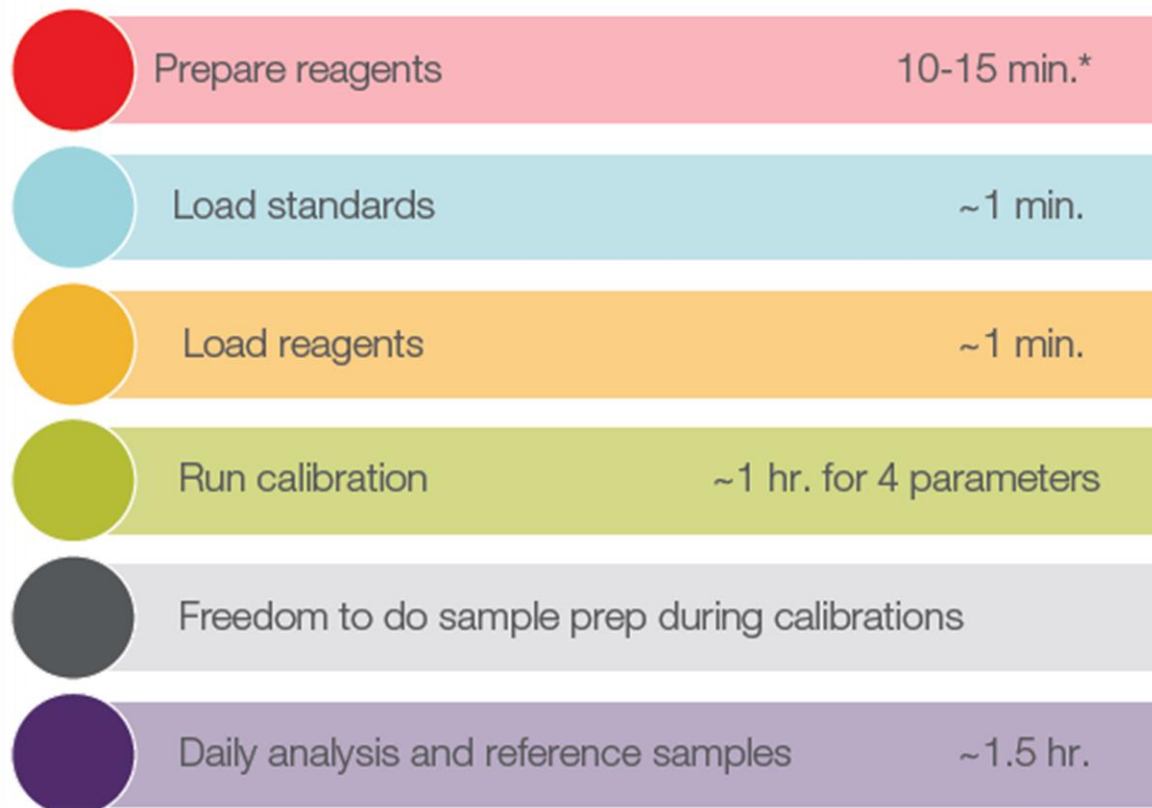 Prepare reagents 10-15 min.*
Load standards ~1 min.
Load reagents ~1 min.
Run calibration ~1 hr. for 4 parameters
Freedom to do sample prep during calibrations
Daily analysis and reference samples ~1.5 hr.